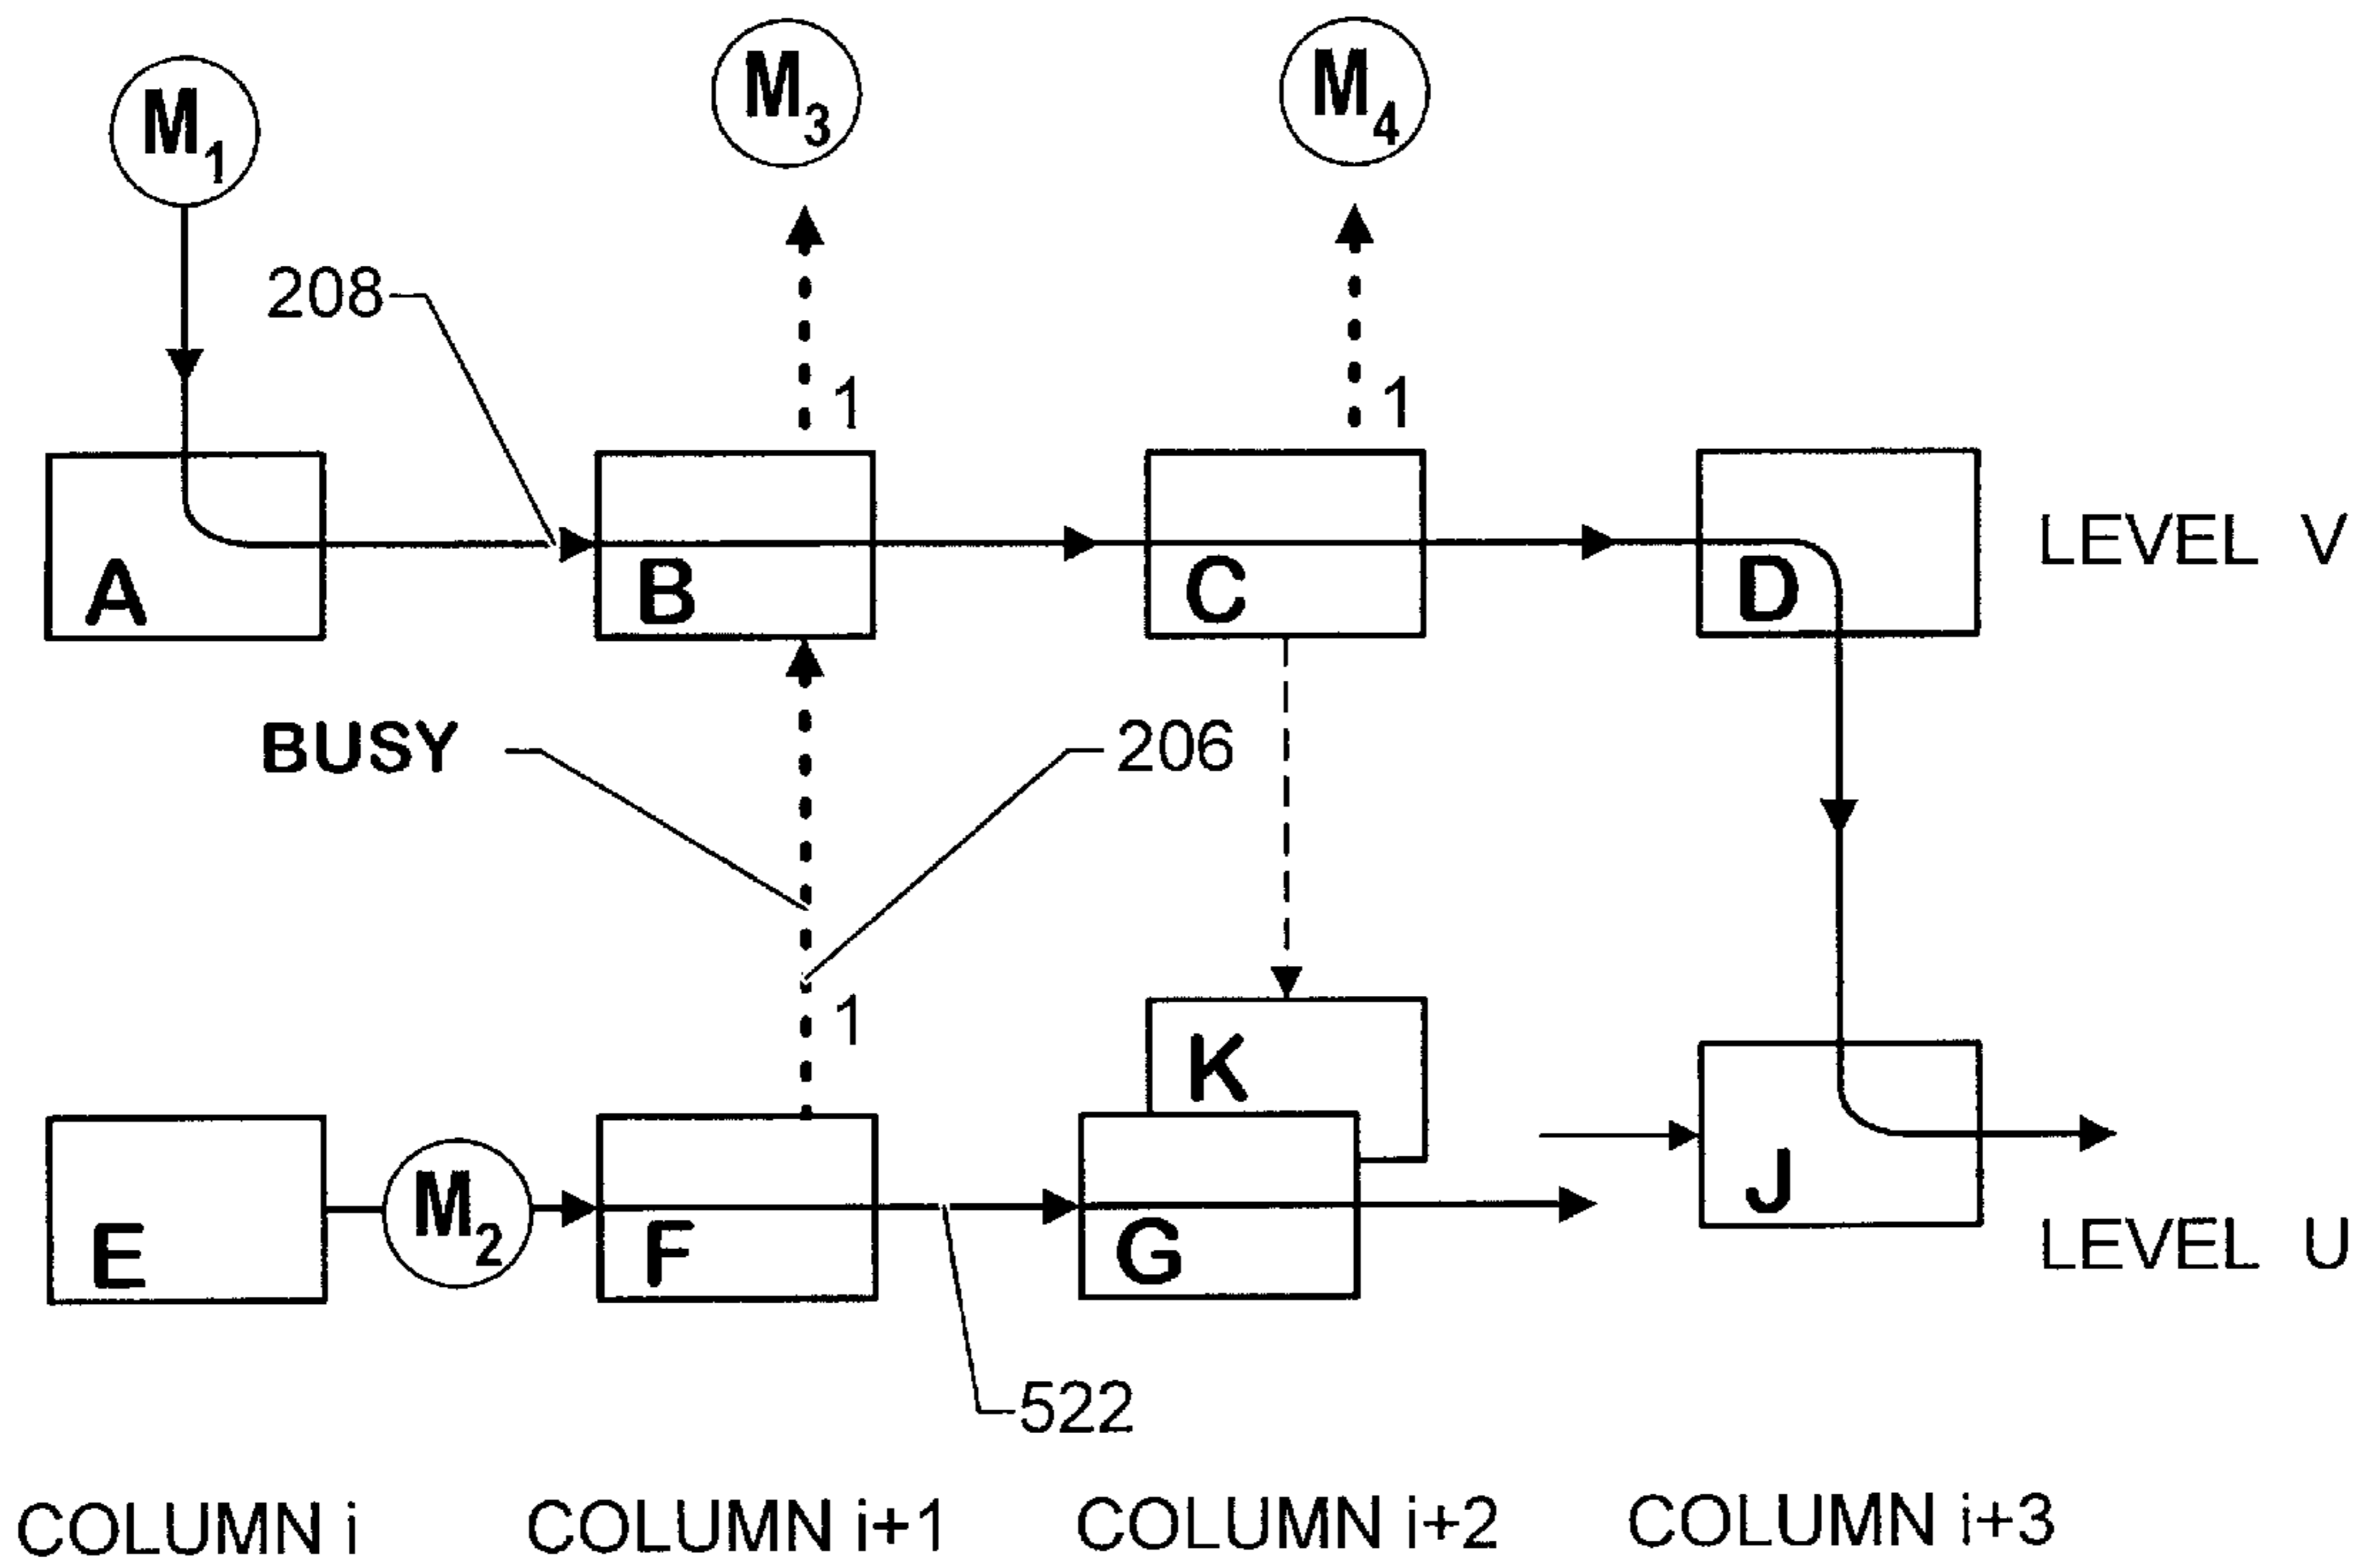 M3
M4
M1
208
1
1
A
B
C
D
LEVEL V
BUSY
206
1
K
M2
E
F
G
J
LEVEL U
522
COLUMN i
COLUMN i+1
COLUMN i+2
COLUMN i+3